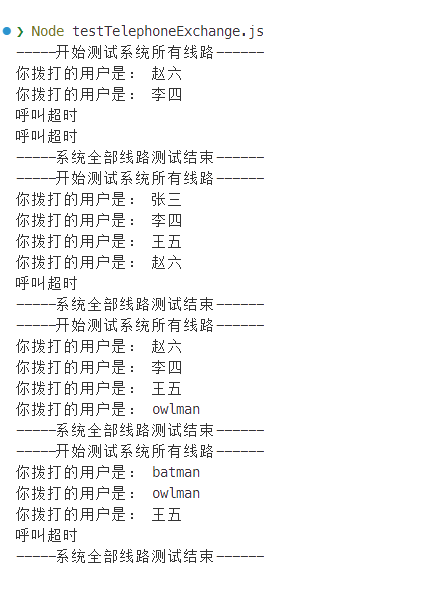 ❯ Node testTelephoneExchange.js
-----开始测试系统所有线路------
你拨打的用户是： 赵六
你拨打的用户是： 李四
呼叫超时
呼叫超时
-----系统全部线路测试结束------
-----开始测试系统所有线路------
你拨打的用户是： 张三
你拨打的用户是： 李四
你拨打的用户是： 王五
你拨打的用户是： 赵六
呼叫超时
-----系统全部线路测试结束------
-----开始测试系统所有线路------
你拨打的用户是： 赵六
你拨打的用户是： 李四
你拨打的用户是： 王五
你拨打的用户是： owlman
-----系统全部线路测试结束------
-----开始测试系统所有线路------
你拨打的用户是： batman
你拨打的用户是： owlman
你拨打的用户是： 王五
呼叫超时
-----系统全部线路测试结束------